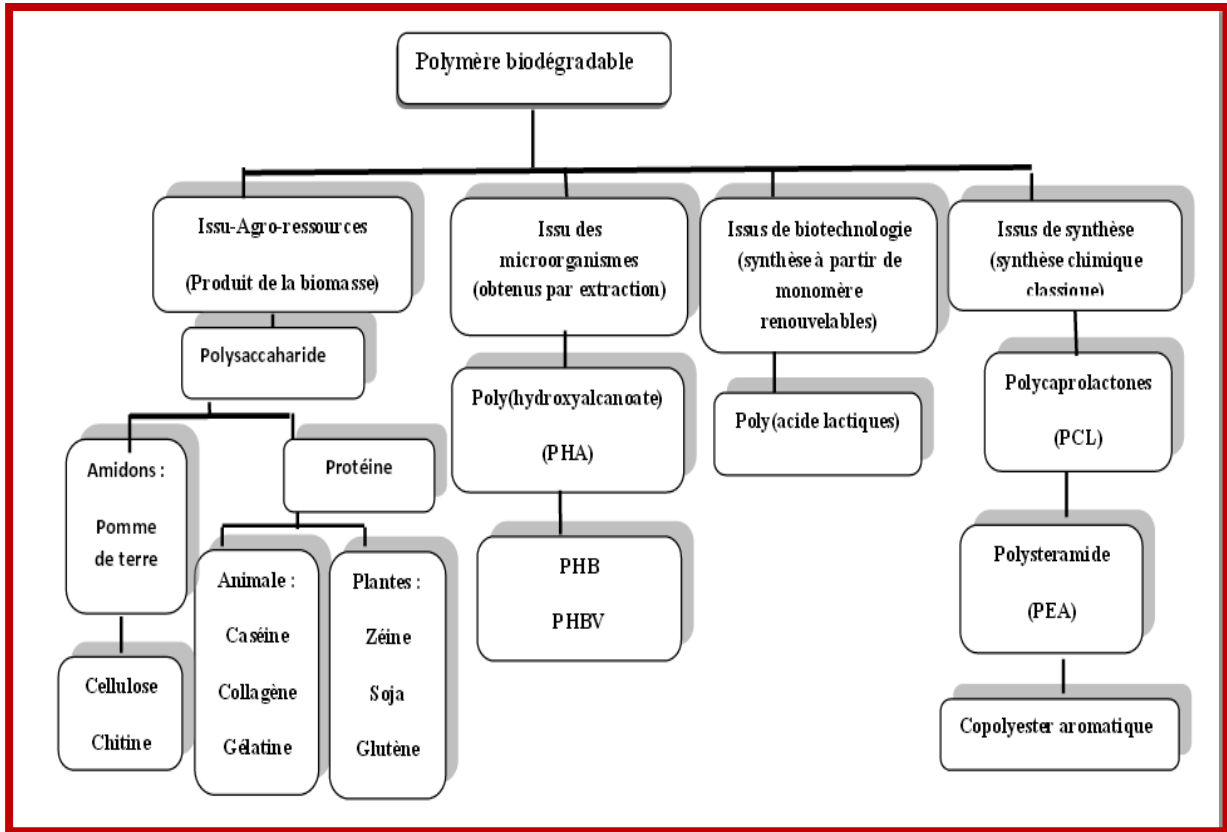 Polymère biodégradable
Issu-Agro-ressources
(Produit de la biomasse)
Issu des
microorganismes
(obtenus par extraction)
Issus de biotechnologie
(synthèse à partir de
monomère
renouvelables)
Issus de synthèse
(synthèse chimique
classique)
Polysaccaharide
Poly(hydroxyalcanoate)
(PHA)
Poly(acide lactiques)
Polycaprolactones
(PCL)
Amidons :
Pomme
de terre
Protéine
Animale :
Caséine
Collagène
Gélatine
Plantes :
Zéine
Soja
Glutène
PHB
PHBV
Polysteramide
(PEA)
Cellulose
Chitine
Copolyester aromatique